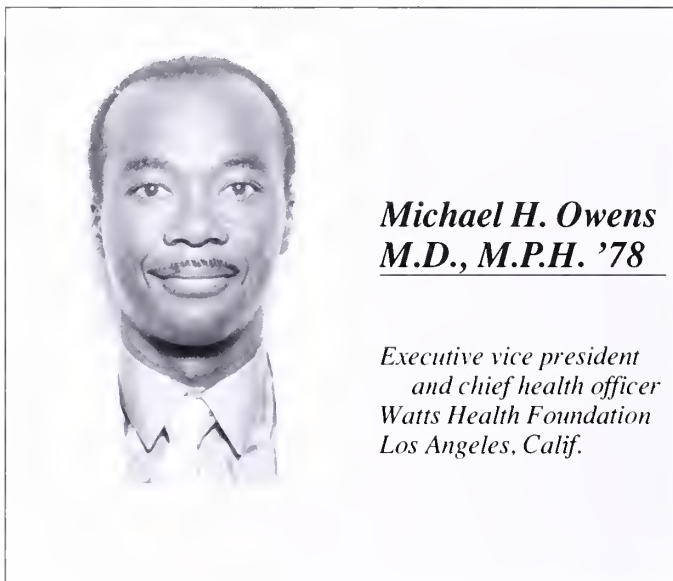 Michael H. Owens
M.D., M.P.H. ’78
Executive vice president
and chief health officer
Watts Health Foundation
Los Angeles, Calif.